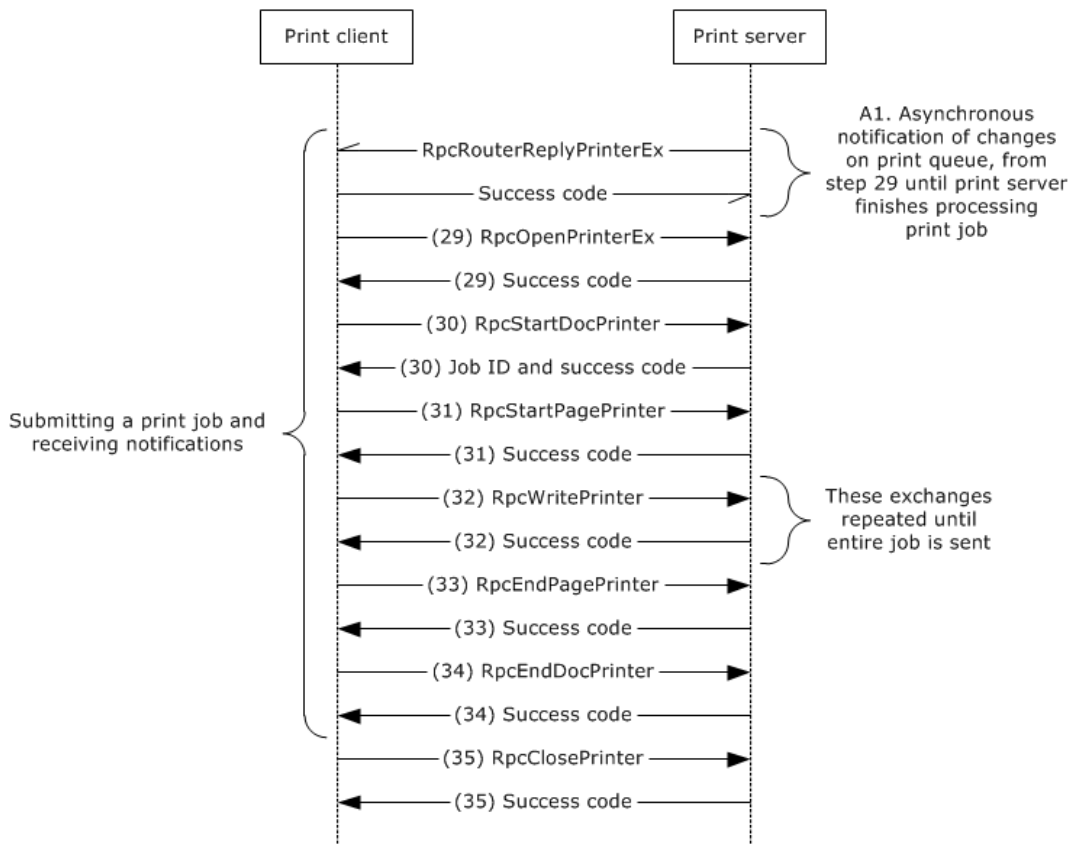 Print client
Print server
A1. Asynchronous
notification of changes
on print queue, from
step 29 until print server
finishes processing
print job
RpcRouterReplyPrinterEx
Success code
(29) RpcOpenPrinterEx
(29) Success code
(30) RpcStartDocPrinter
(30) Job ID and success code
Submitting a print job and
receiving notifications
(31) RpcStartPagePrinter
(31) Success code
(32) RpcWritePrinter
(32) Success code
These exchanges
repeated until
entire job is sent
(33) RpcEndPagePrinter
(33) Success code
(34) RpcEndDocPrinter
(34) Success code
(35) RpcClosePrinter
(35) Success code